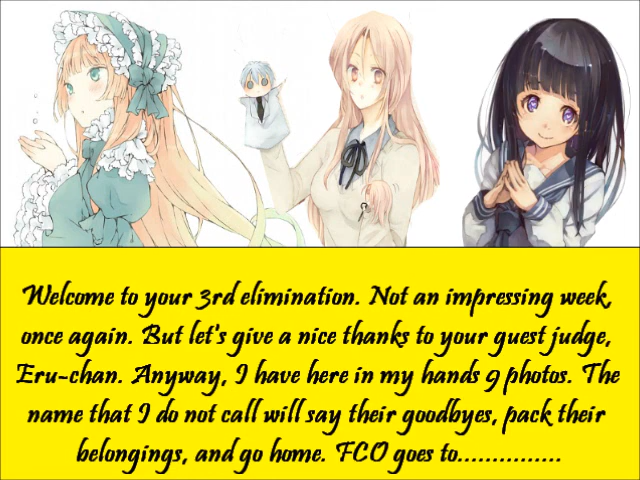 Welcome to your 3rd elimination. Not an impressing week,
once again. But let's give a nice thanks to your guest judge,
Eru-chan. Anyway, I have here in my hands 9 photos. The
name that I do not call will say their goodbyes, pack their
belongings, and go home. FCO goes to...............